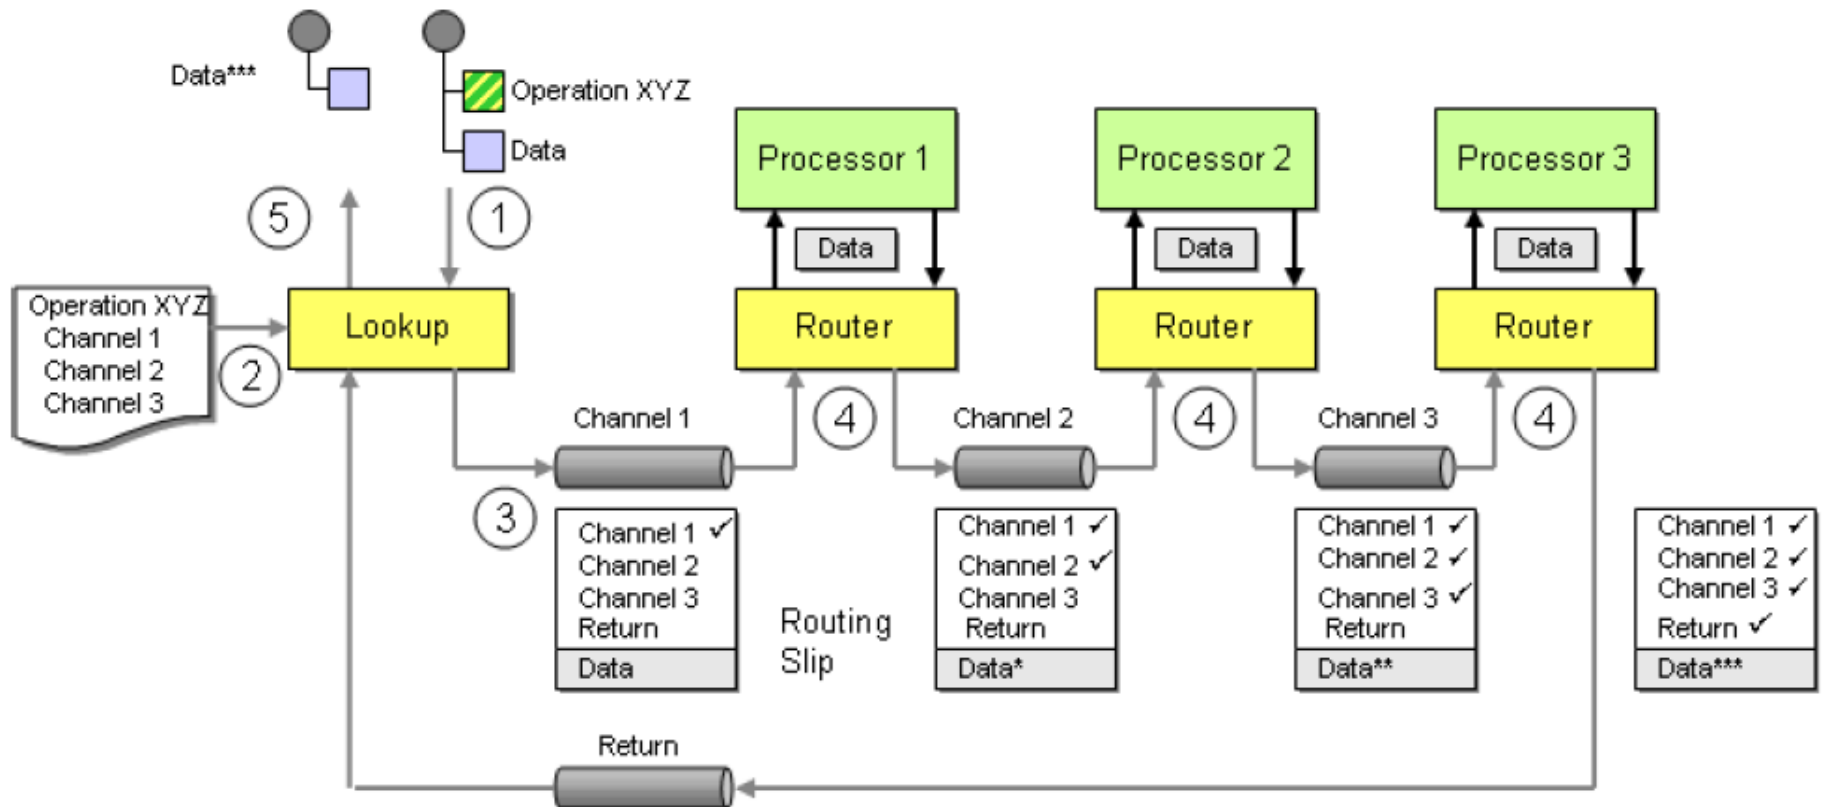 Data***
Operation XYZ
Data
Processor 1
Processor 2
Processor 3
5
1
Data
Data
Data
Operation XYZ
Channel 1
Channel 2
Channel 3
2
Lookup
Router
Router
Router
Channel 1
4
Channel 2
4
Channel 3
4
3
Channel 1 ✓
Channel 2
Channel 3
Return
Data
Routing
Slip
Channel 1 ✓
Channel 2 ✓
Channel 3
Return
Data*
Channel 1 ✓
Channel 2 ✓
Channel 3 ✓
Return
Data**
Channel 1 ✓
Channel 2 ✓
Channel 3 ✓
Return ✓
Data***
Return